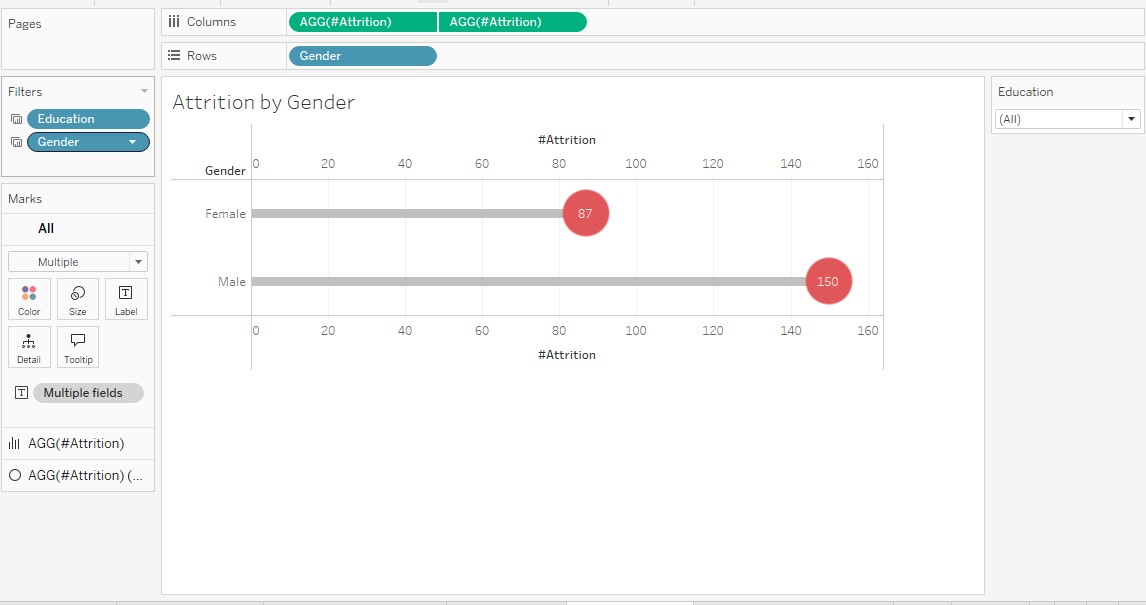 Pages
Columns
AGG(#Attrition)
AGG(#Attrition)
Rows
Gender
Filters
Education
Gender
Marks
All
Multiple
Color
Size
Label
Detail
Tooltip
Multiple fields
AGG(#Attrition)
AGG(#Attrition) (...
Attrition by Gender
#Attrition
Gender
0 20 40 60 80 100 120 140 160
Female
87
Male
150
0 20 40 60 80 100 120 140 160
#Attrition
Education
(All)